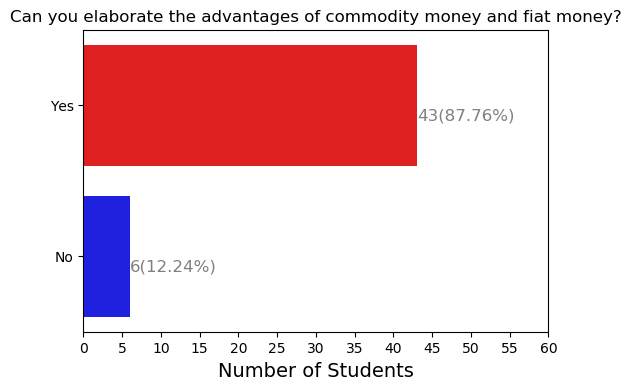 Can you elaborate the advantages of commodity money and fiat money?
Yes
43(87.76%)
No
6(12.24%)
0 5 10 15 20 25 30 35 40 45 50 55 60
Number of Students